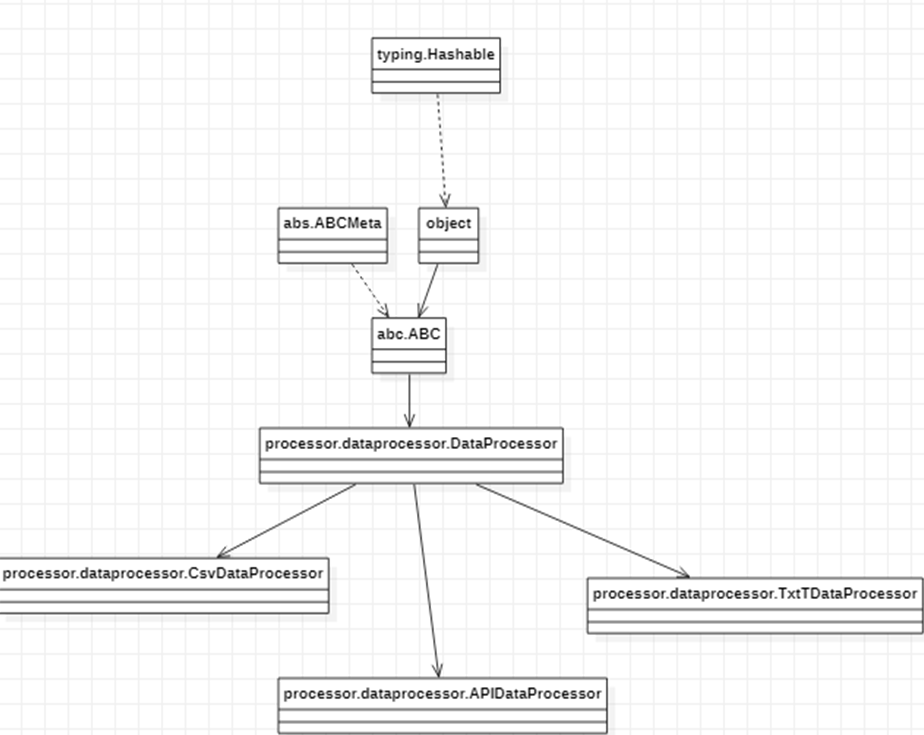 typing.Hashable
abs.ABCMeta
object
abc.ABC
processor.dataprocessor.DataProcessor
processor.dataprocessor.CsvDataProcessor
processor.dataprocessor.TxtTDataProcessor
processor.dataprocessor.APIDataProcessor